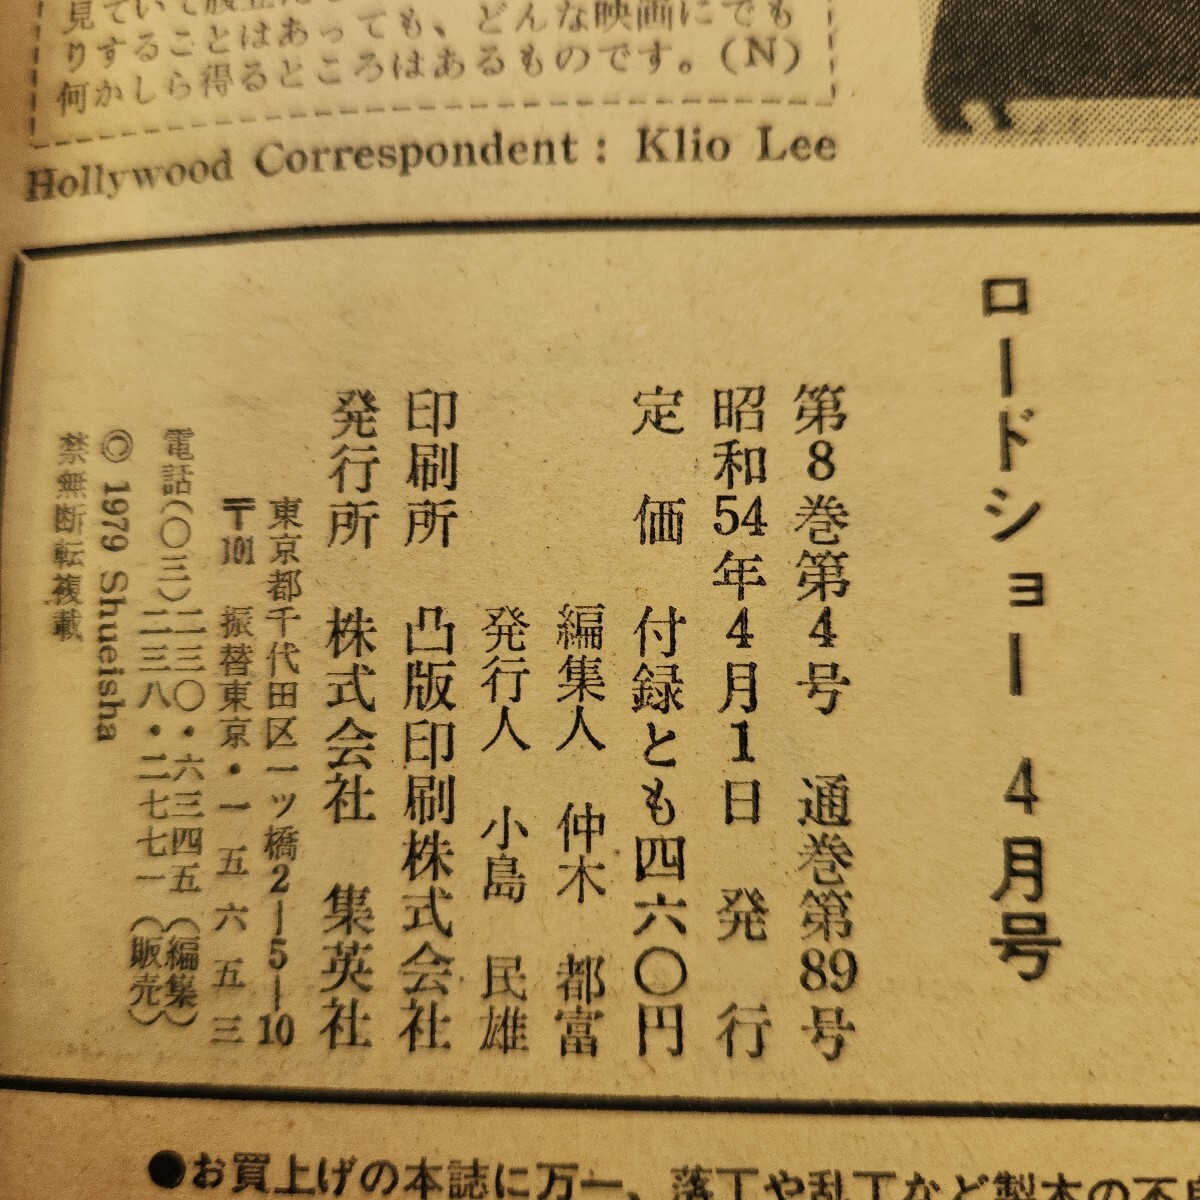 りすることはあっても、どんな映画にでも
何かしら得るところはあるものです。(N)
Hollywood Correspondent : Klio Lee
ロードショー 4月号
第8巻第4号 通巻第89号
昭和54年4月1日 発行
定価 付録とも四六〇円
編集人 仲木 都富
発行人 小島 民雄
印刷所 凸版印刷株式会社
発行所 株式会社 集英社
東京都千代田区一ツ橋2-5-10
〒101 振替東京・一五六五三
電話(〇三)二三〇・六三四五(編集)
二三八・二七七一(販売)
© 1979 Shueisha
禁無断転複載
●お買上げの本誌に万一、落丁や乱丁など製本の不